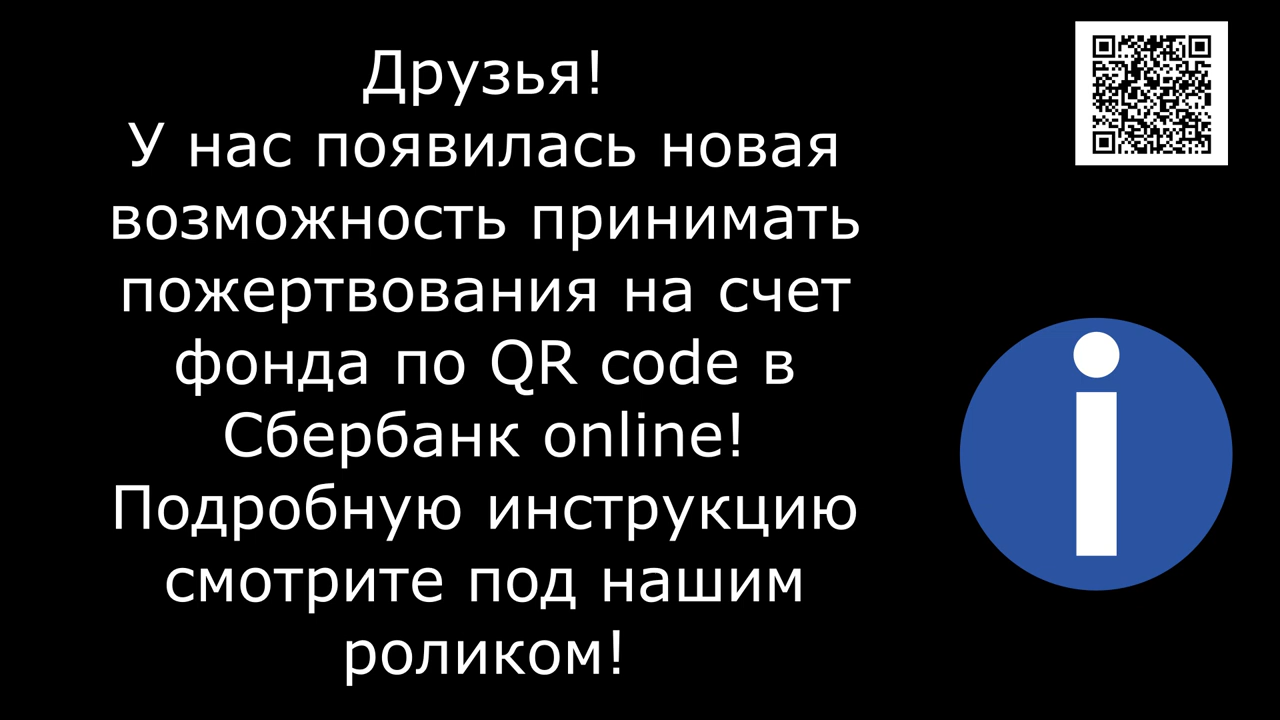 Друзья!
У нас появилась новая
возможность принимать
пожертвования на счет
фонда по QR code в
Сбербанк online!
Подробную инструкцию
смотрите под нашим
роликом!